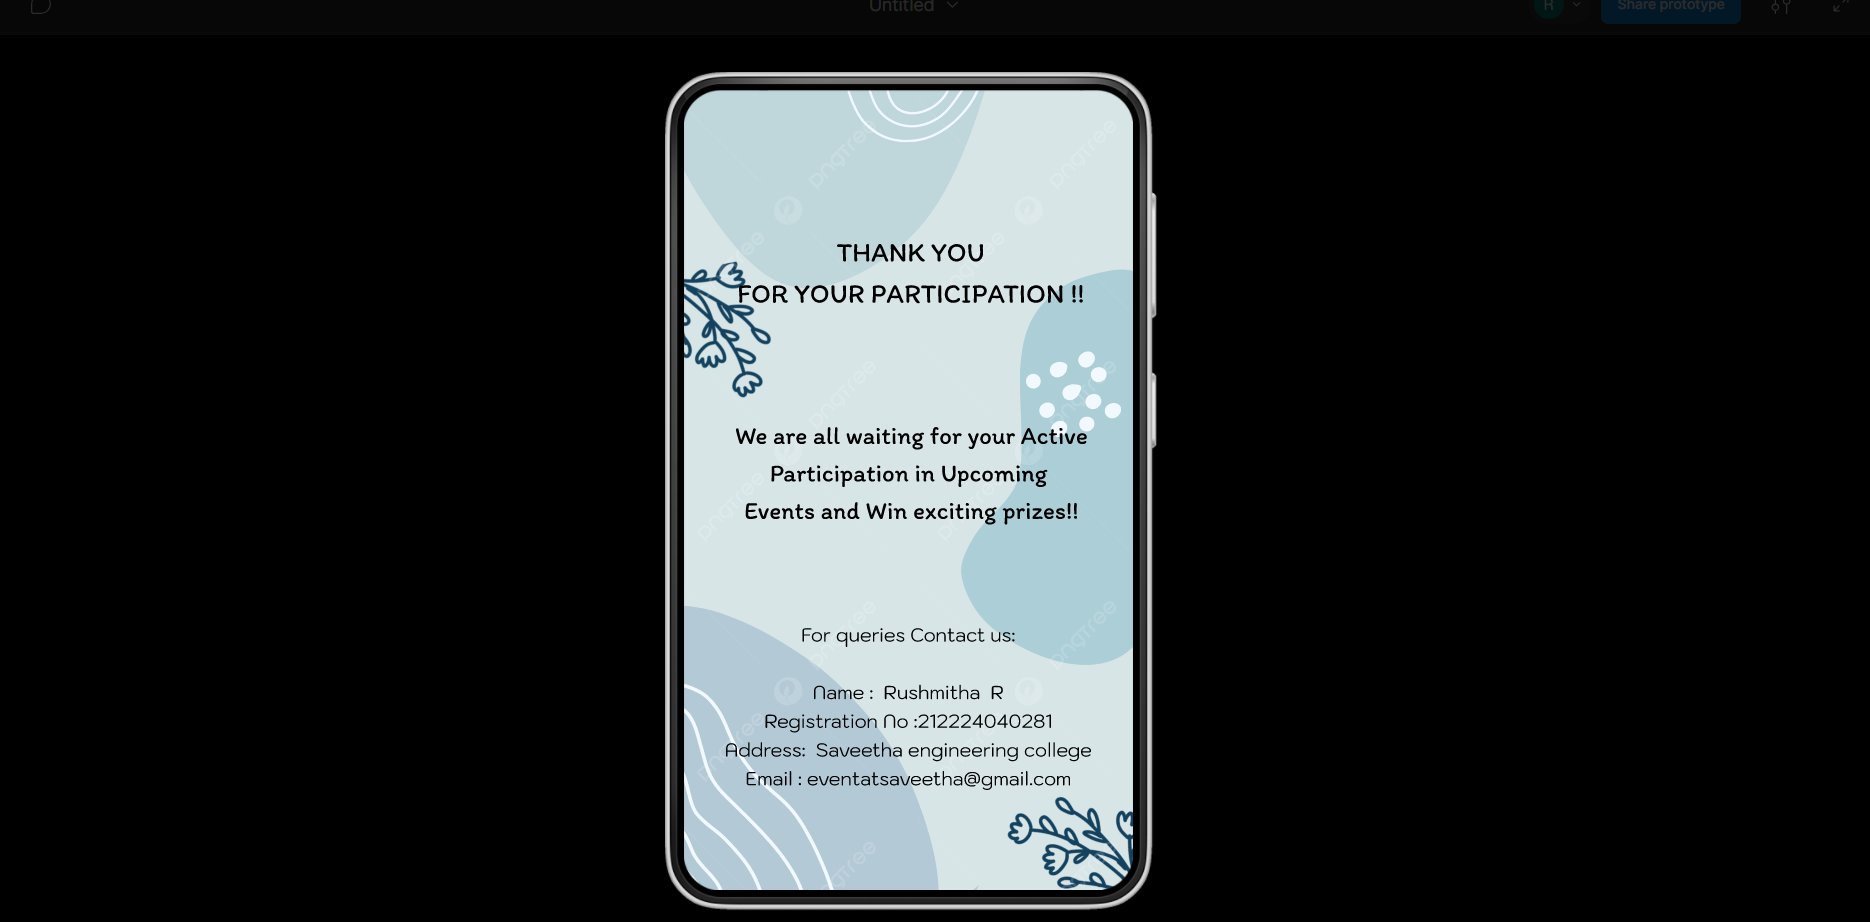 Untitled
R
Share prototype
THANK YOU
FOR YOUR PARTICIPATION !!
We are all waiting for your Active
Participation in Upcoming
Events and Win exciting prizes!!
For queries Contact us:
Name : Rushmitha R
Registration No :212224040281
Address: Saveetha engineering college
Email : eventatsaveetha@gmail.com
pngtree